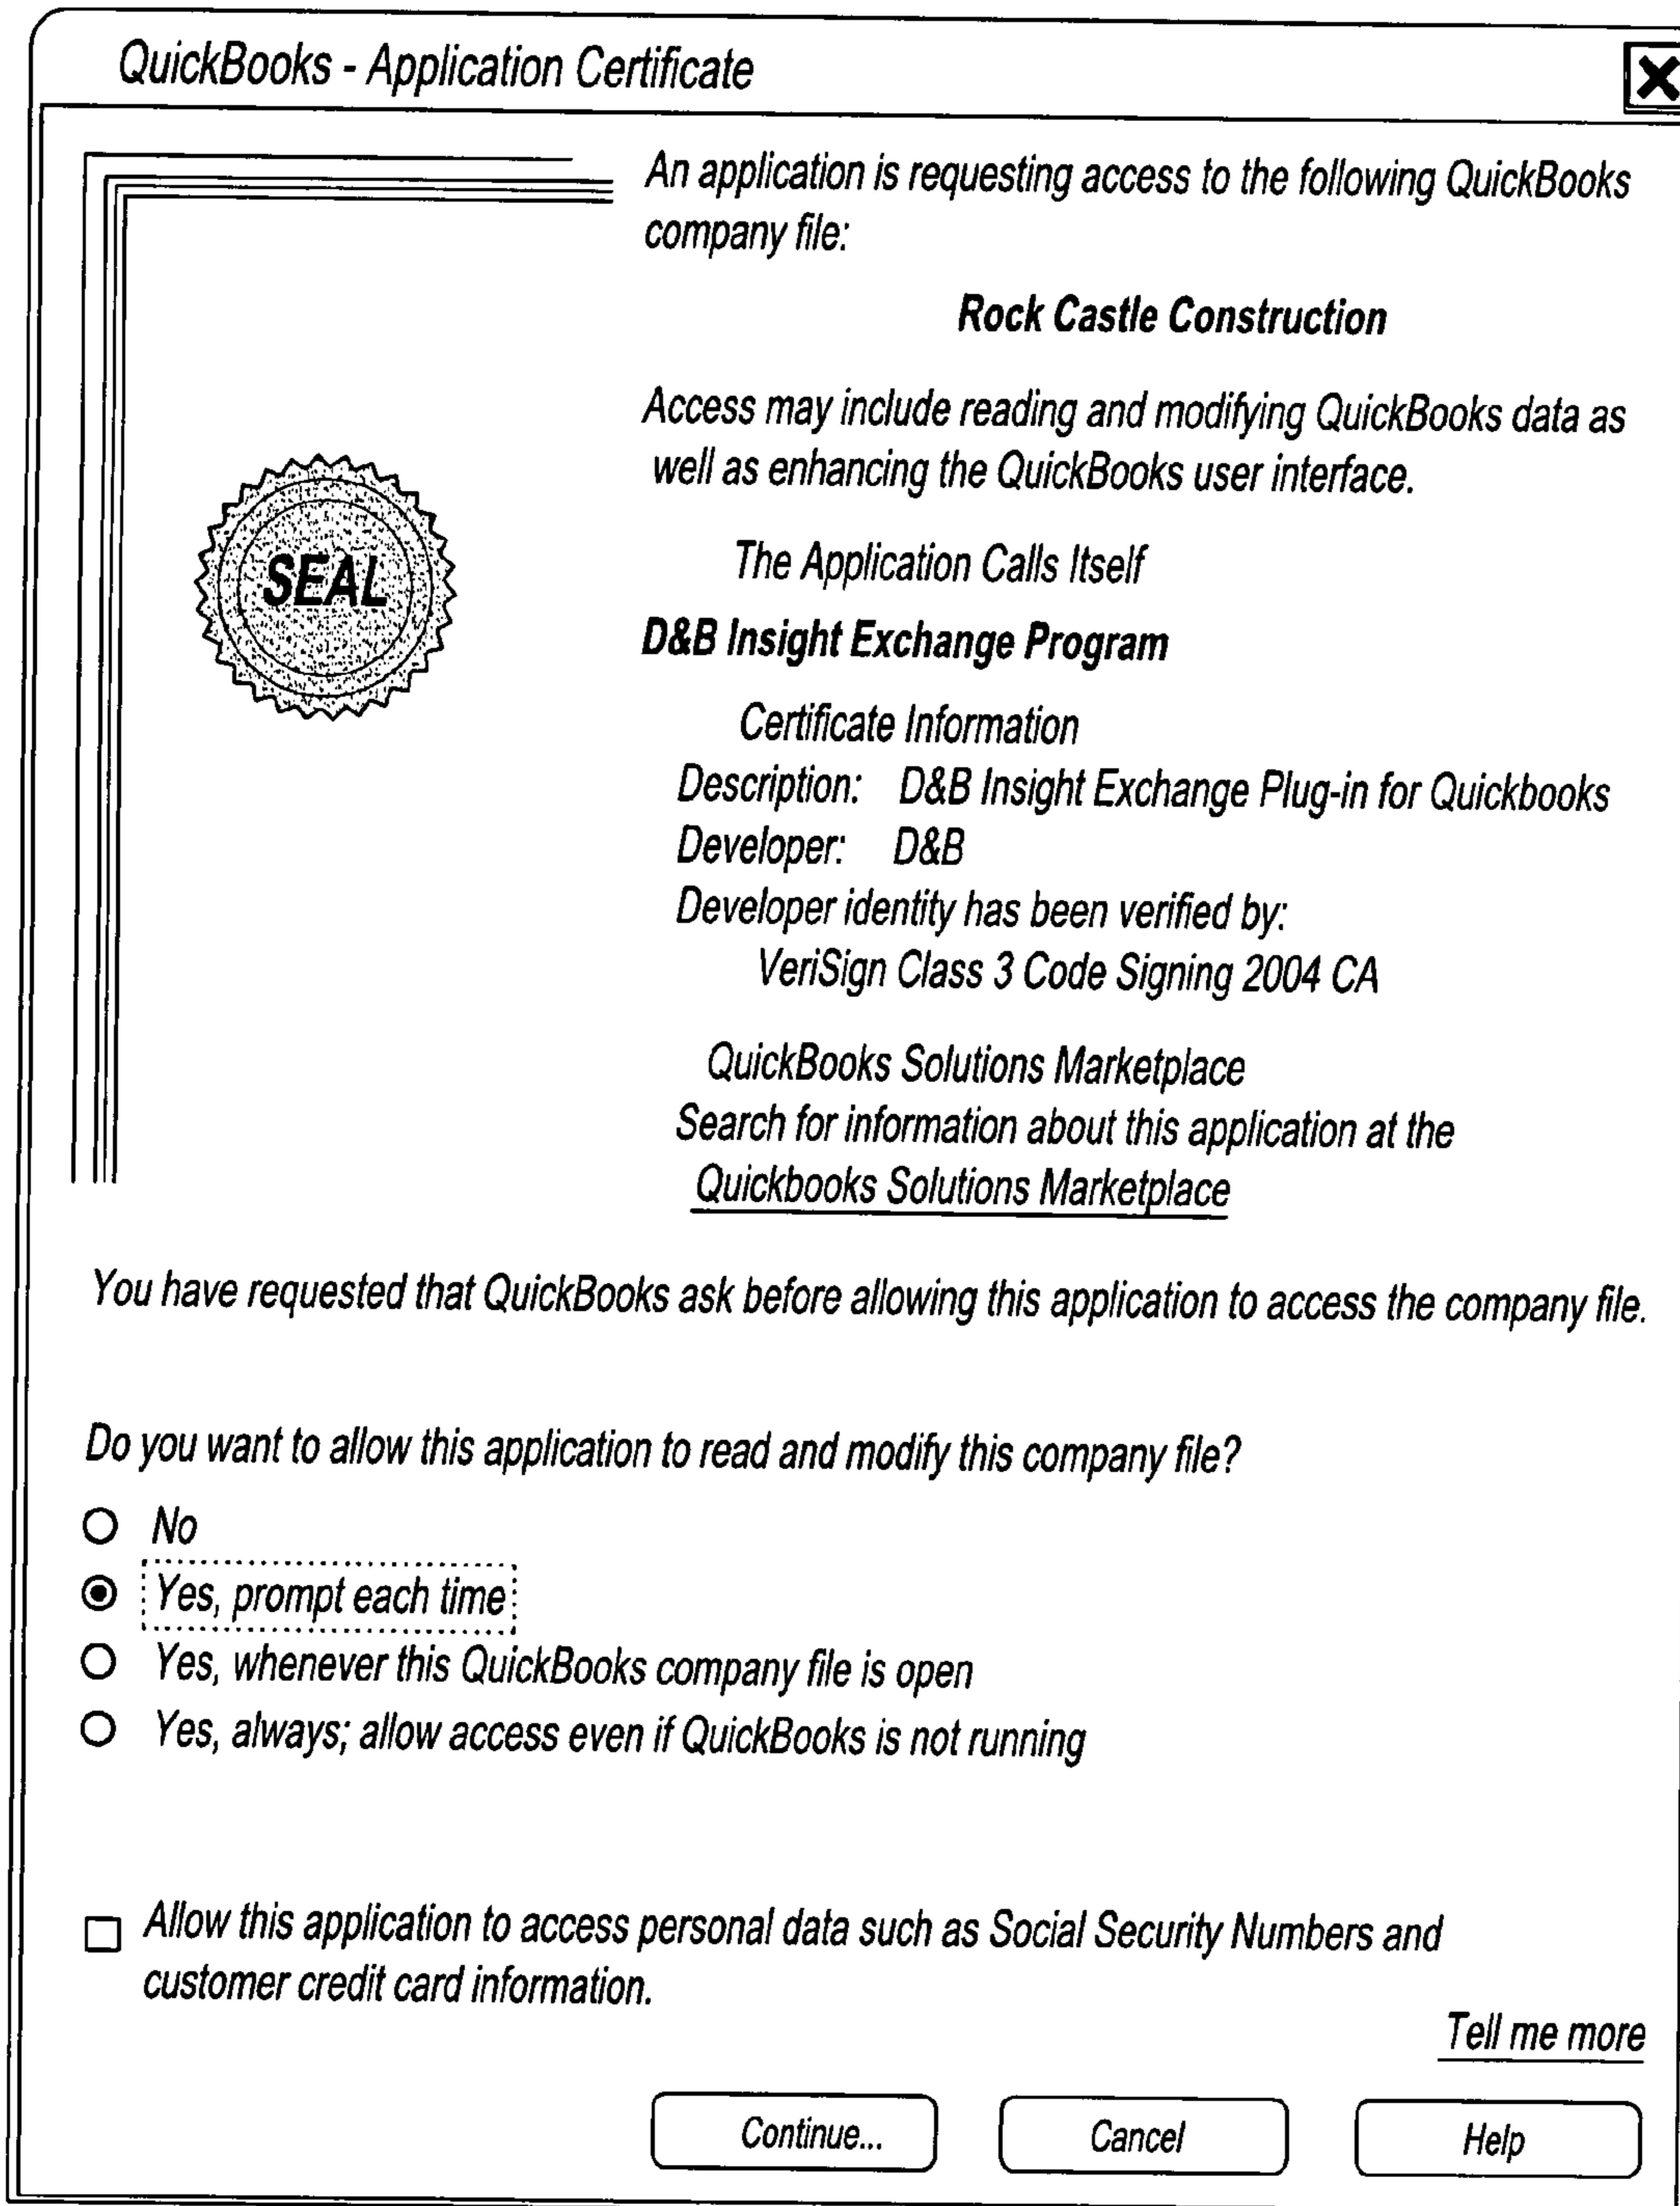 QuickBooks - Application Certificate
An application is requesting access to the following QuickBooks
company file:
Rock Castle Construction
Access may include reading and modifying QuickBooks data as
well as enhancing the QuickBooks user interface.
SEAL
The Application Calls Itself
D&B Insight Exchange Program
Certificate Information
Description: D&B Insight Exchange Plug-in for Quickbooks
Developer: D&B
Developer identity has been verified by:
VeriSign Class 3 Code Signing 2004 CA
QuickBooks Solutions Marketplace
Search for information about this application at the
Quickbooks Solutions Marketplace
You have requested that QuickBooks ask before allowing this application to access the company file.
Do you want to allow this application to read and modify this company file?
No
Yes, prompt each time
Yes, whenever this QuickBooks company file is open
Yes, always; allow access even if QuickBooks is not running
Allow this application to access personal data such as Social Security Numbers and
customer credit card information.
Tell me more
Continue... Cancel Help